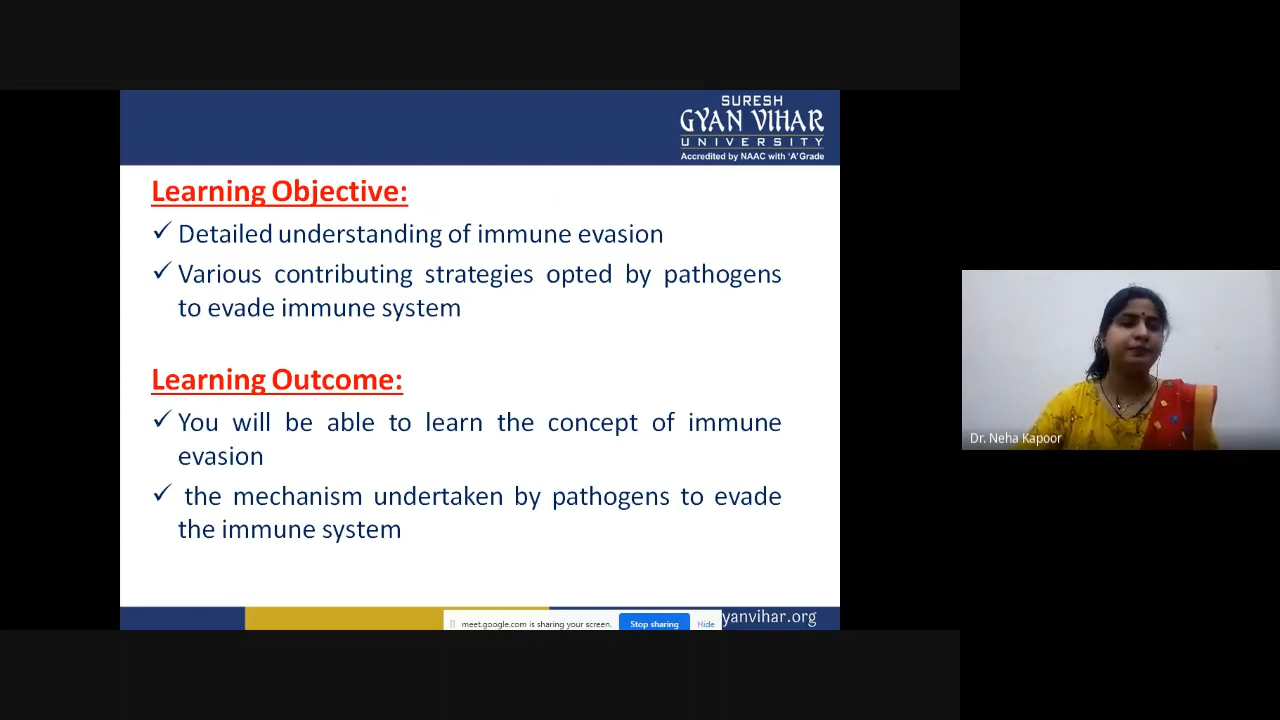 SURESH
GYAN VIHAR
UNIVERSITY
Accredited by NAAC with 'A' Grade
Learning Objective:
✓ Detailed understanding of immune evasion
✓ Various contributing strategies opted by pathogens
to evade immune system
Learning Outcome:
✓ You will be able to learn the concept of immune
evasion
✓ the mechanism undertaken by pathogens to evade
the immune system
meet.google.com is sharing your screen.
Stop sharing
Hide
yanvihar.org
Dr. Neha Kapoor